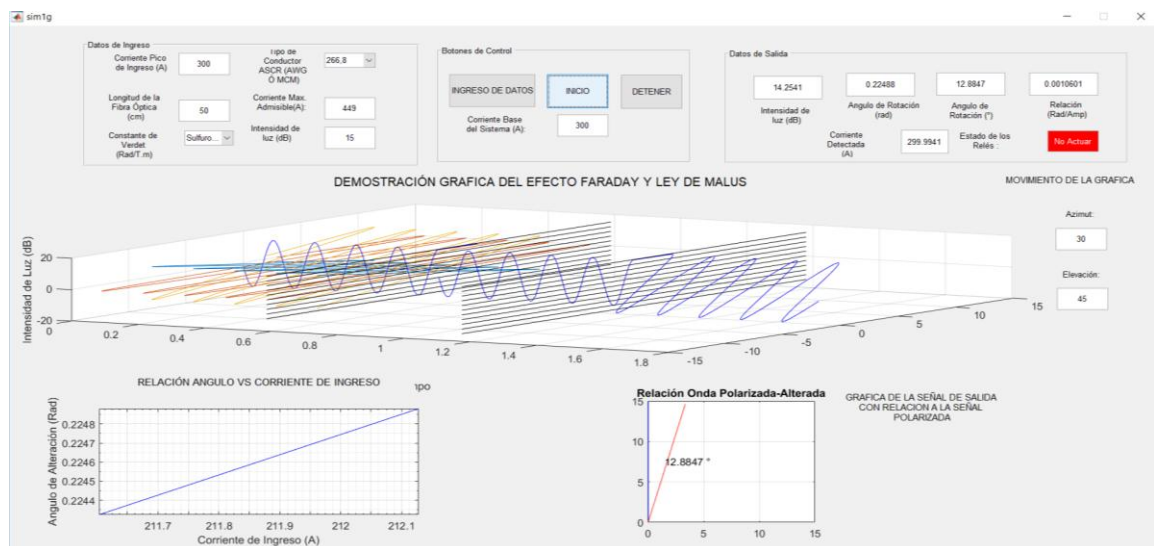 sim1g
Datos de Ingreso
Corriente Pico
de Ingreso (A)
300
Tipo de
Conductor
ASCR (AWG
Ó MCM)
266,8
Longitud de la
Fibra Óptica
(cm)
50
Corriente Max.
Admisible(A):
449
Constante de
Verdet
(Rad/T.m)
Sulfuro...
Intensidad de
luz (dB)
15
Botones de Control
INGRESO DE DATOS
INICIO
DETENER
Corriente Base
del Sistema (A):
300
Datos de Salida
14.2541
0.22488
12.8847
0.0010601
Intensidad de
luz (dB)
Angulo de Rotación
(rad)
Angulo de
Rotación (°)
Relación
(Rad/Amp)
Corriente
Detectada
(A)
299.9941
Estado de los
Relés :
No Actuar
DEMOSTRACIÓN GRAFICA DEL EFECTO FARADAY Y LEY DE MALUS
MOVIMIENTO DE LA GRAFICA
Azimut:
30
Elevación:
45
Intensidad de Luz (dB)
20
0
-20
0
0.2
0.4
0.6
0.8
1
1.2
1.4
1.6
1.8
-15
-10
-5
0
5
10
15
RELACIÓN ANGULO VS CORRIENTE DE INGRESO
Angulo de Alteración (Rad)
0.2248
0.2246
0.2245
0.2244
211.7
211.8
211.9
212
212.1
Corriente de Ingreso (A)
Relación Onda Polarizada-Alterada
15
10
5
0
12.8847 °
0
5
10
15
GRAFICA DE LA SEÑAL DE SALIDA
CON RELACION A LA SEÑAL
POLARIZADA